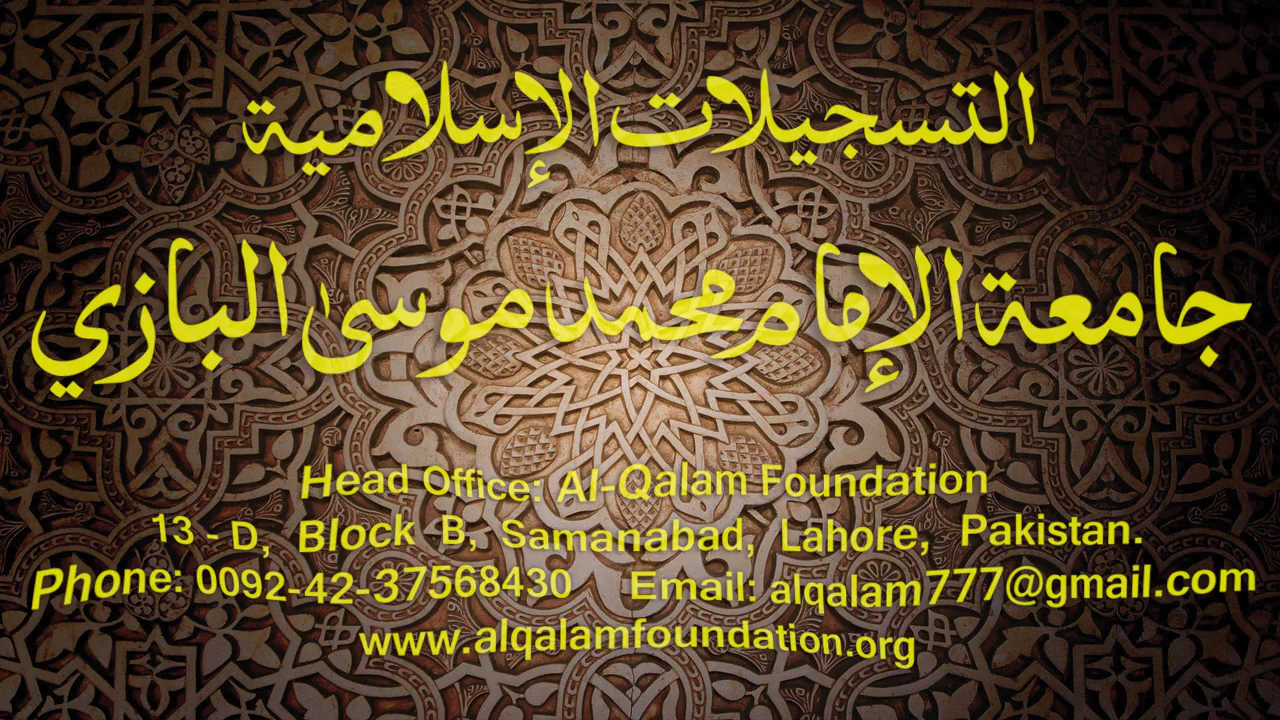 التسجيلات الإسلامية
جامعة الإمام محمد موسى البازي
Head Office: Al-Qalam Foundation
13 - D, Block B, Samanabad, Lahore, Pakistan.
Phone: 0092-42-37568430 Email: alqalam777@gmail.com
www.alqalamfoundation.org